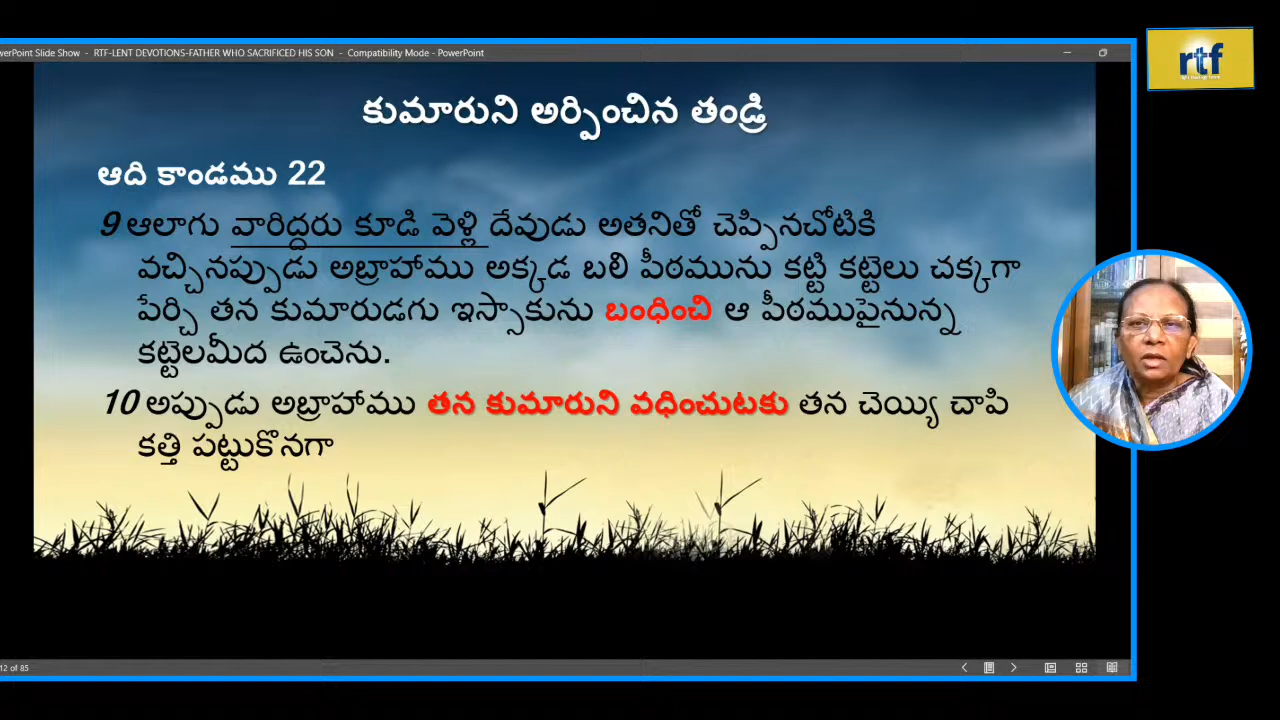 werPoint Slide Show - RTF-LENT DEVOTIONS-FATHER WHO SACRIFICED HIS SON - Compatibility Mode - PowerPoint
rtf
కుమారుని అర్పించిన తండ్రి
ఆది కాండము 22
9 ఆలాగు వారిద్దరు కూడి వెళ్లి దేవుడు అతనితో చెప్పినచోటికి
వచ్చినప్పుడు అబ్రాహాము అక్కడ బలి పీఠమును కట్టి కట్టెలు చక్కగా
పేర్చి తన కుమారుడగు ఇస్సాకును బంధించి ఆ పీఠముపైనున్న
కట్టెలమీద ఉంచెను.
10 అప్పుడు అబ్రాహాము తన కుమారుని వధించుటకు తన చెయ్యి చాపి
కత్తి పట్టుకొనగా
12 of 85